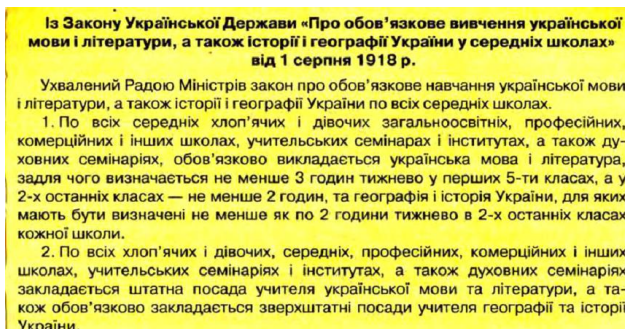 Із Закону Української Держави «Про обов’язкове вивчення української
мови і літератури, а також історії і географії України у середніх школах»
від 1 серпня 1918 р.
Ухвалений Радою Міністрів закон про обов’язкове навчання української мови
і літератури, а також історії і географії України по всіх середніх школах.
1. По всіх середніх хлоп’ячих і дівочих загальноосвітніх, професійних,
комерційних і інших школах, учительських семінарах і інститутах, а також ду-
ховних семінаріях, обов’язково викладається українська мова і література,
задля чого визначається не менше 3 годин тижнево у перших 5-ти класах, а у
2-х останніх класах — не менше 2 годин, та географія і історія України, для яких
мають бути визначені не менше як по 2 години тижнево в 2-х останніх класах
кожної школи.
2. По всіх хлоп’ячих і дівочих, середніх, професійних, комерційних і інших
школах, учительських семінаріях і інститутах, а також духовних семінаріях
закладається штатна посада учителя української мови та літератури, а та-
кож обов’язково закладається зверхштатні посади учителя географії та історії
України.